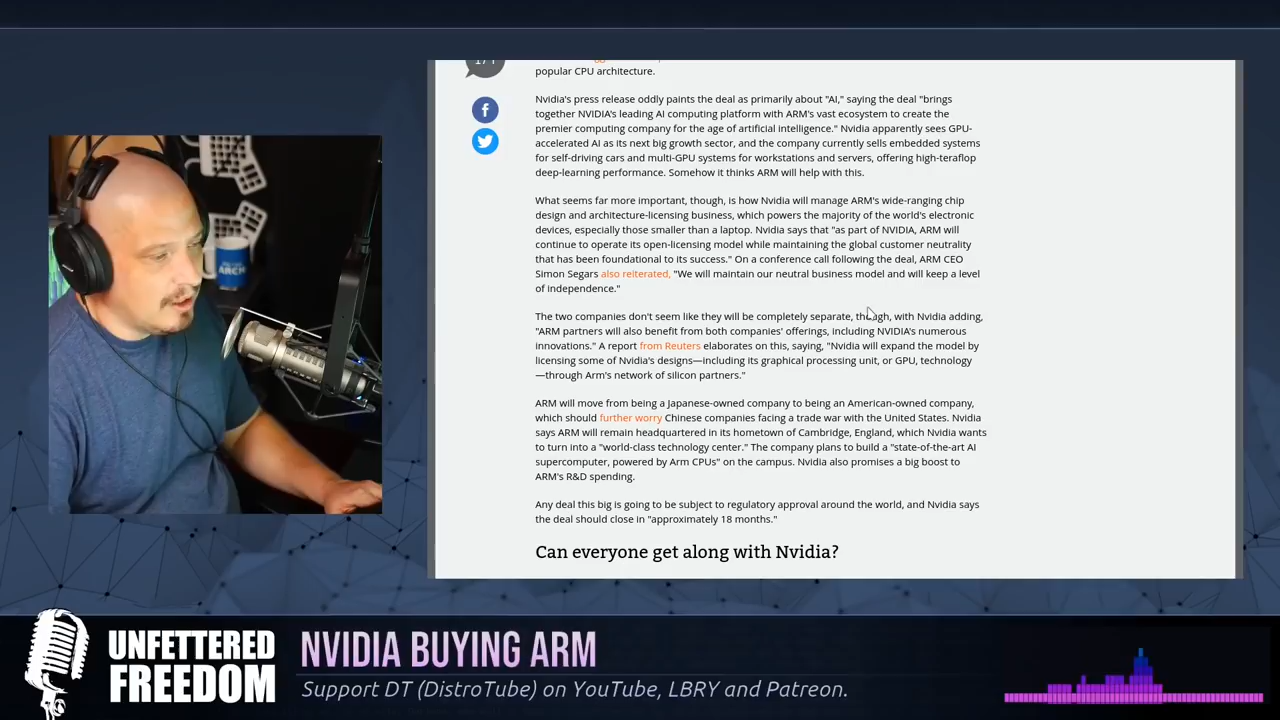 popular CPU architecture.
Nvidia's press release oddly paints the deal as primarily about "AI," saying the deal "brings
together NVIDIA's leading AI computing platform with ARM's vast ecosystem to create the
premier computing company for the age of artificial intelligence." Nvidia apparently sees GPU-
accelerated AI as its next big growth sector, and the company currently sells embedded systems
for self-driving cars and multi-GPU systems for workstations and servers, offering high-teraflop
deep-learning performance. Somehow it thinks ARM will help with this.
What seems far more important, though, is how Nvidia will manage ARM's wide-ranging chip
design and architecture-licensing business, which powers the majority of the world's electronic
devices, especially those smaller than a laptop. Nvidia says that "as part of NVIDIA, ARM will
continue to operate its open-licensing model while maintaining the global customer neutrality
that has been foundational to its success." On a conference call following the deal, ARM CEO
Simon Segars also reiterated, "We will maintain our neutral business model and will keep a level
of independence."
The two companies don't seem like they will be completely separate, though, with Nvidia adding,
"ARM partners will also benefit from both companies' offerings, including NVIDIA's numerous
innovations." A report from Reuters elaborates on this, saying, "Nvidia will expand the model by
licensing some of Nvidia's designs—including its graphical processing unit, or GPU, technology
—through Arm's network of silicon partners."
ARM will move from being a Japanese-owned company to being an American-owned company,
which should further worry Chinese companies facing a trade war with the United States. Nvidia
says ARM will remain headquartered in its hometown of Cambridge, England, which Nvidia wants
to turn into a "world-class technology center." The company plans to build a "state-of-the-art AI
supercomputer, powered by Arm CPUs" on the campus. Nvidia also promises a big boost to
ARM's R&D spending.
Any deal this big is going to be subject to regulatory approval around the world, and Nvidia says
the deal should close in "approximately 18 months."
Can everyone get along with Nvidia?
ARCH
UNFETTERED
FREEDOM
NVIDIA BUYING ARM
Support DT (DistroTube) on YouTube, LBRY and Patreon.